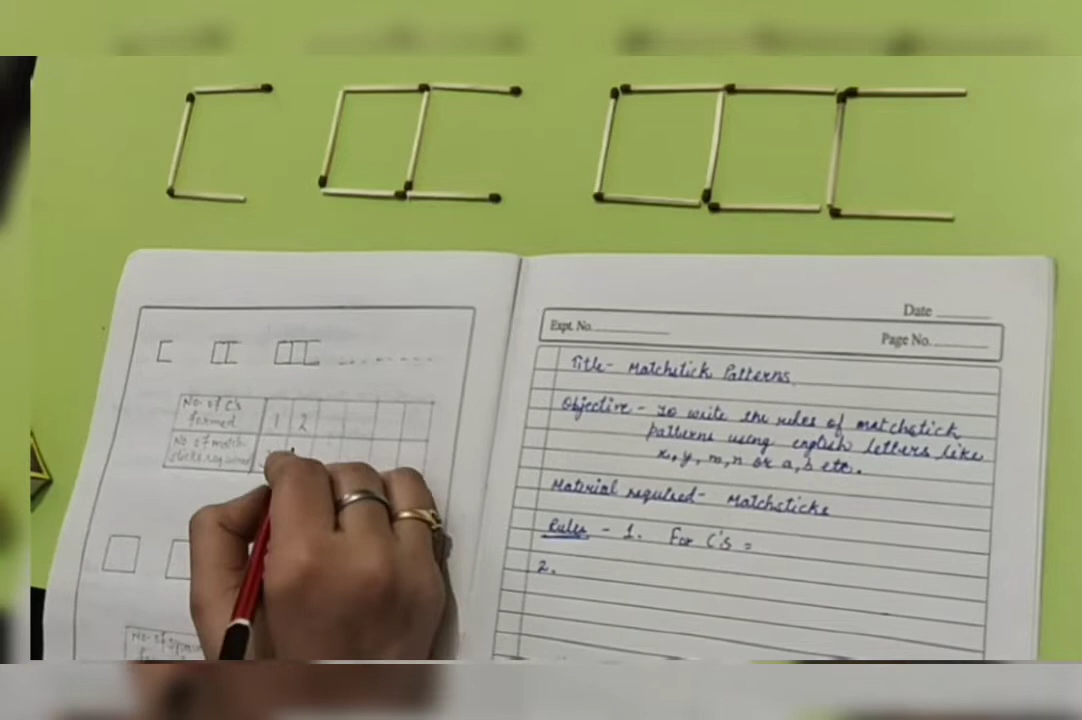 No. of C's
formed 1 2
No. of match
sticks required
No. of
Date
Expt. No.
Page No.
Title- Matchstick Patterns
Objective - To write the rules of matchstick
patterns using english letters like
x, y, m, n or a, b etc.
Material required- Matchsticks
Rules - 1. For C's =
2.